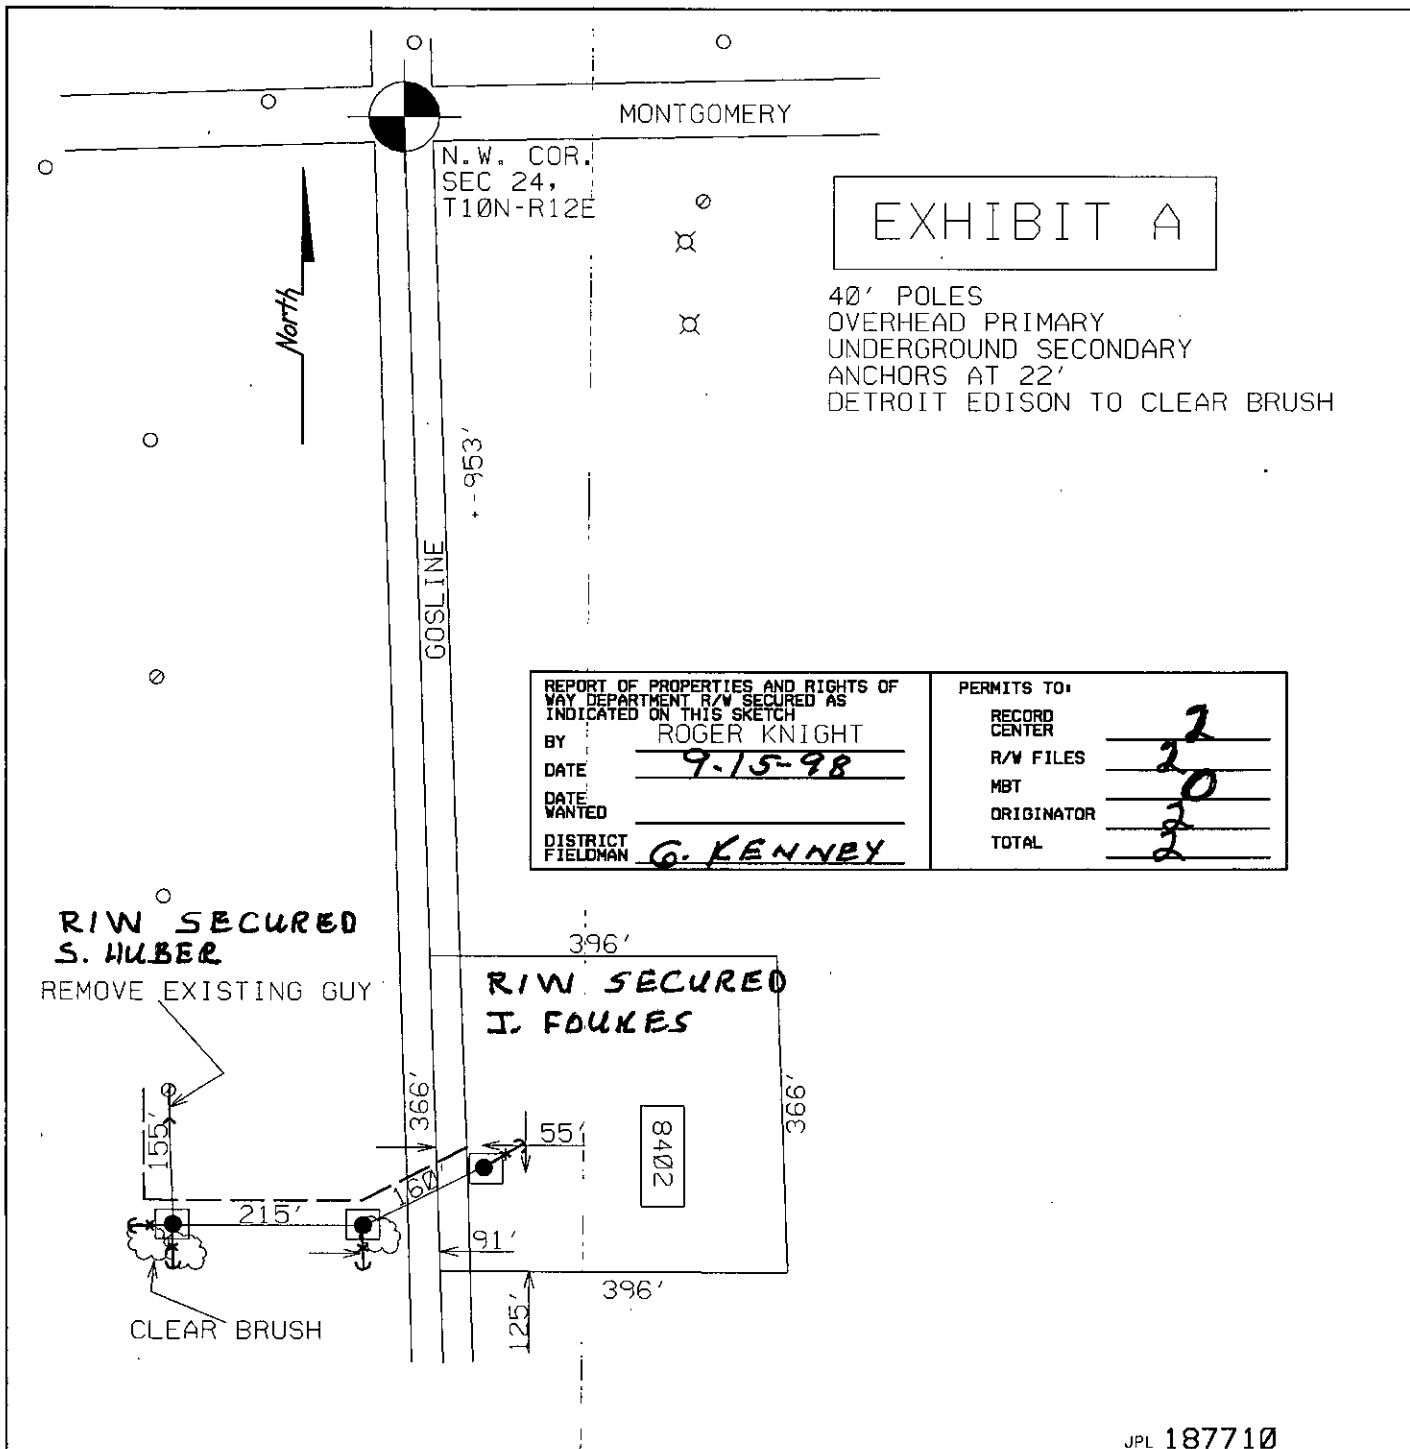 MONTGOMERY
N.W. COR.
SEC 24,
T10N-R12E
North
EXHIBIT A
40' POLES
OVERHEAD PRIMARY
UNDERGROUND SECONDARY
ANCHORS AT 22'
DETROIT EDISON TO CLEAR BRUSH
+-953'
GOSLINE
REPORT OF PROPERTIES AND RIGHTS OF
WAY DEPARTMENT R/W SECURED AS
INDICATED ON THIS SKETCH
BY ROGER KNIGHT
DATE 9-15-98
DATE
WANTED
DISTRICT
FIELDMAN G. KENNEY
PERMITS TO:
RECORD
CENTER 2
R/W FILES 2
MBT 0
ORIGINATOR 2
TOTAL 2
R/W SECURED
S. HUBER
REMOVE EXISTING GUY
396'
R/W SECURED
J. FOUKES
366'
366'
8402
55'
155'
160'
215'
91'
396'
125'
CLEAR BRUSH
JPL 187710